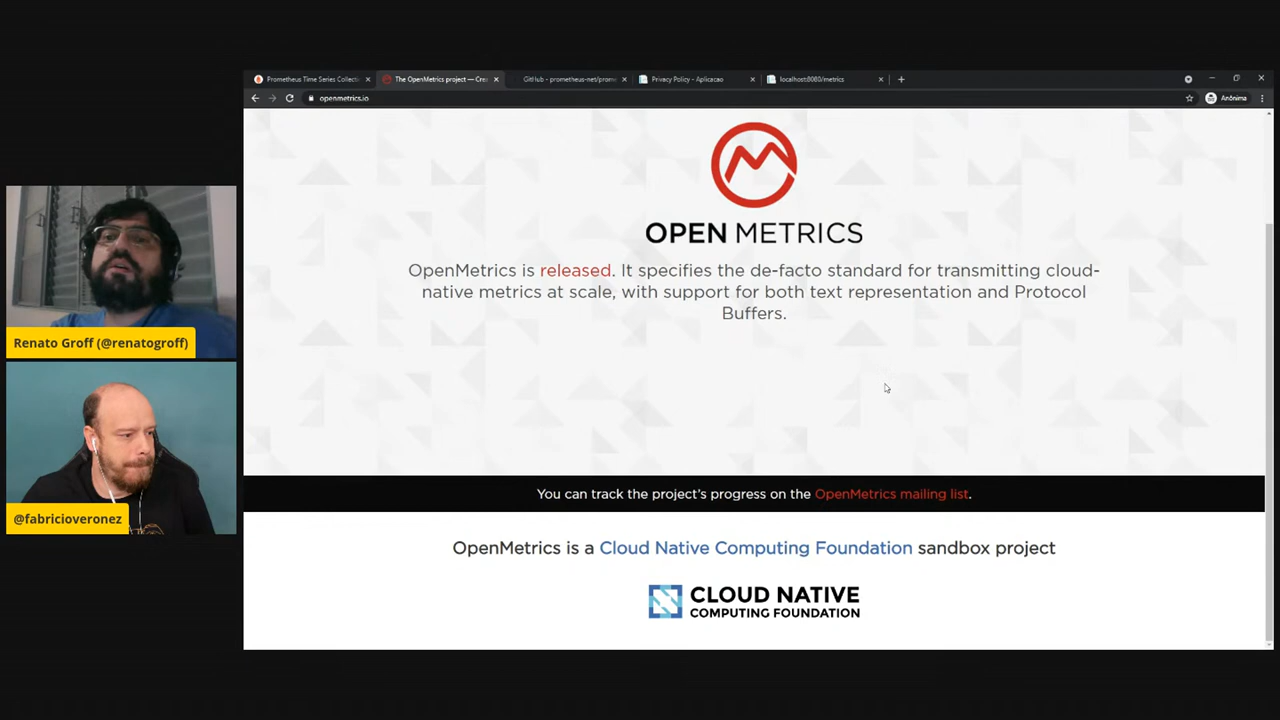 Prometheus Time Series Collecti
The OpenMetrics project — Crea
GitHub - prometheus-net/prome
Privacy Policy - Aplicacao
localhost:8080/metrics
openmetrics.io
Anônima
OPEN METRICS
OpenMetrics is released. It specifies the de-facto standard for transmitting cloud-
native metrics at scale, with support for both text representation and Protocol
Buffers.
You can track the project's progress on the OpenMetrics mailing list.
OpenMetrics is a Cloud Native Computing Foundation sandbox project
CLOUD NATIVE
COMPUTING FOUNDATION
Renato Groff (@renatogroff)
@fabricioveronez